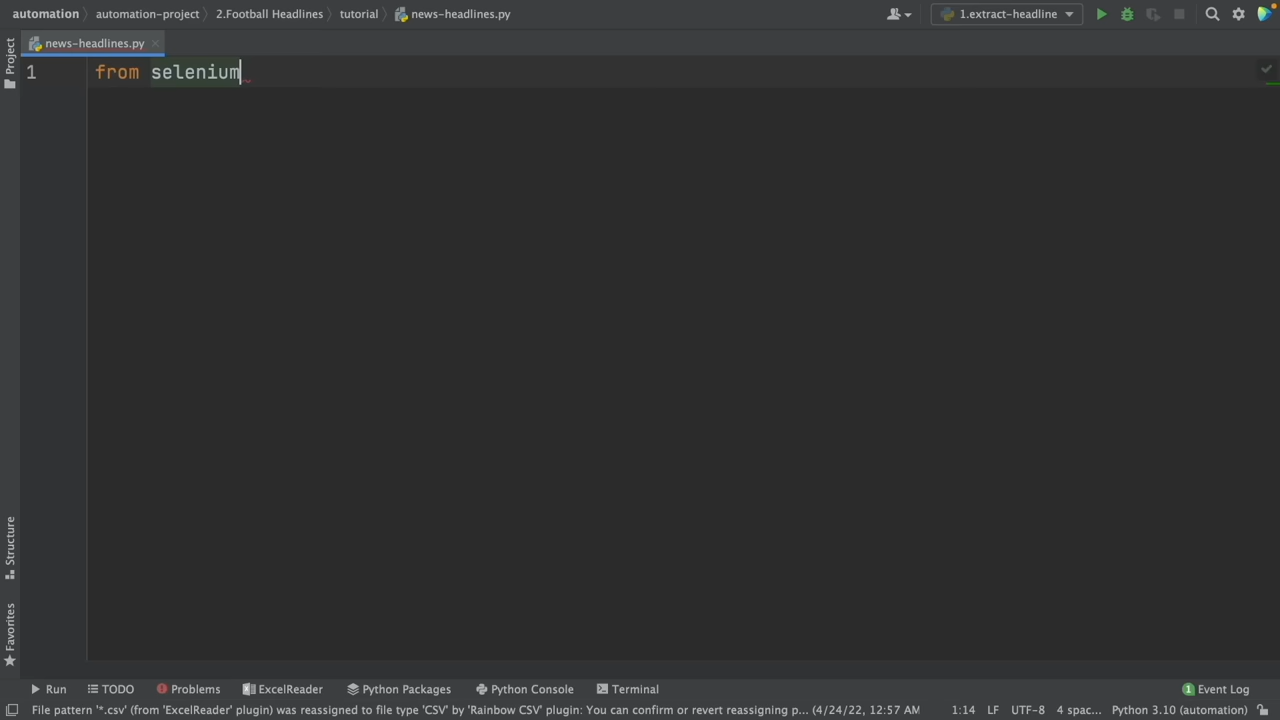 automation automation-project 2.Football Headlines tutorial news-headlines.py
1.extract-headline
news-headlines.py
Project
1 from selenium
Structure
Favorites
Run TODO Problems ExcelReader Python Packages Python Console Terminal 1 Event Log
File pattern '*.csv' (from 'ExcelReader' plugin) was reassigned to file type 'CSV' by 'Rainbow CSV' plugin: You can confirm or revert reassigning p... (4/24/22, 12:57 AM 1:14 LF UTF-8 4 spac... Python 3.10 (automation)